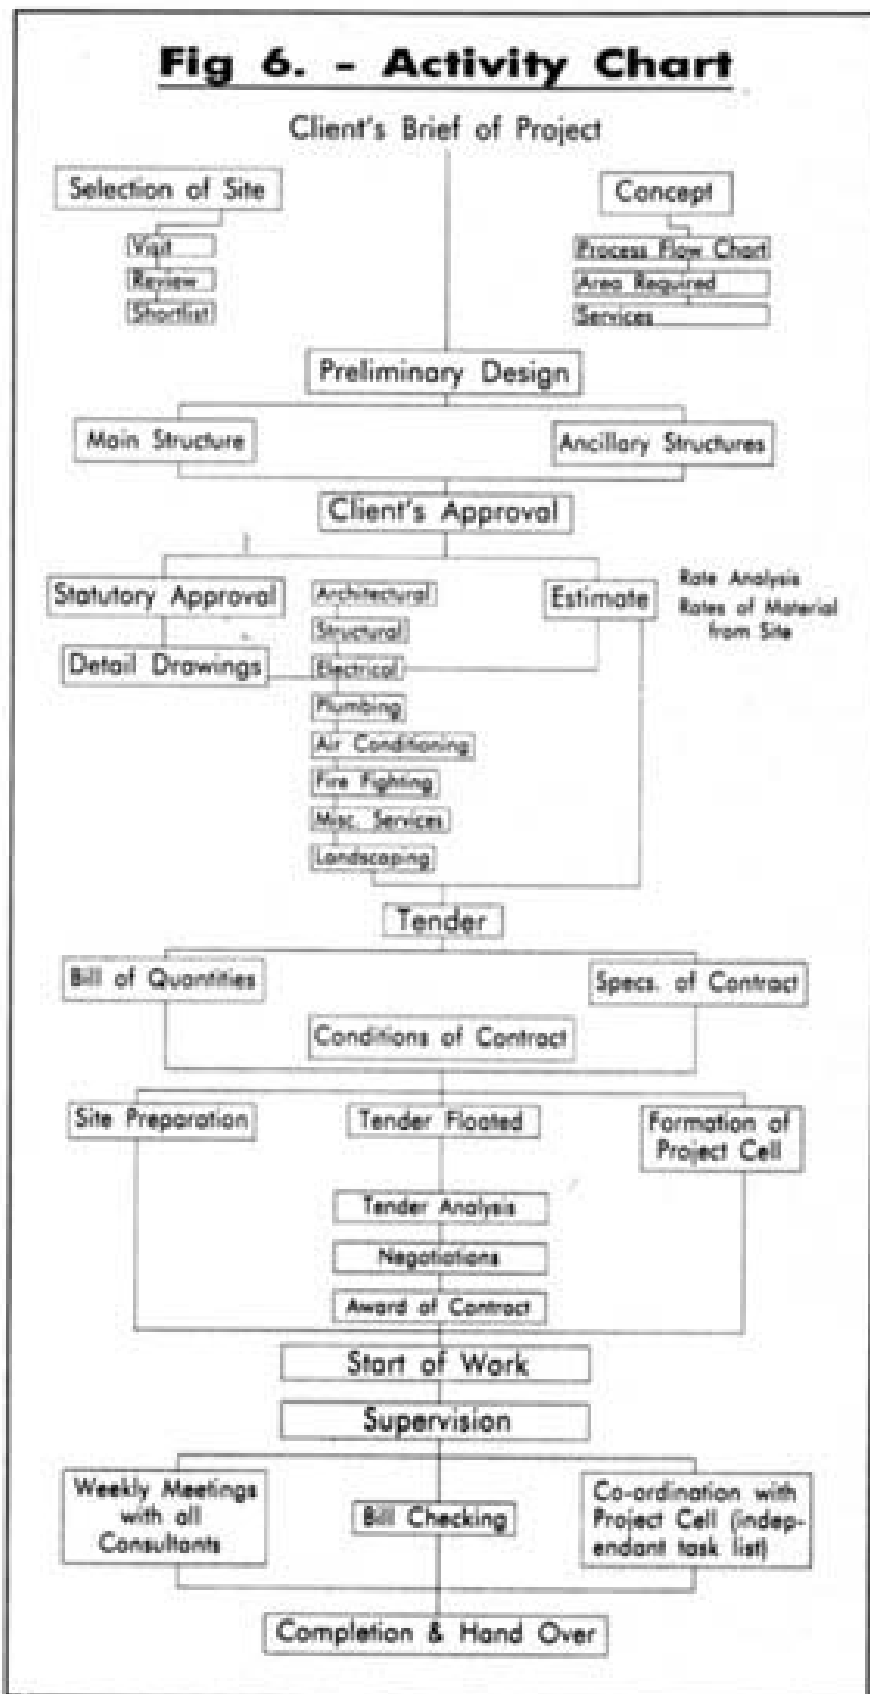 Fig 6. - Activity Chart
Client's Brief of Project
Selection of Site
Visit
Review
Shortlist
Concept
Process Flow Chart
Area Required
Services
Preliminary Design
Main Structure
Ancillary Structures
Client's Approval
Statutory Approval
Detail Drawings
Architectural
Structural
Electrical
Plumbing
Air Conditioning
Fire Fighting
Misc. Services
Landscaping
Estimate
Rate Analysis
Rates of Material
from Site
Tender
Bill of Quantities
Specs. of Contract
Conditions of Contract
Site Preparation
Tender Floated
Formation of
Project Cell
Tender Analysis
Negotiations
Award of Contract
Start of Work
Supervision
Weekly Meetings
with all
Consultants
Bill Checking
Co-ordination with
Project Cell (indep-
endant task list)
Completion & Hand Over